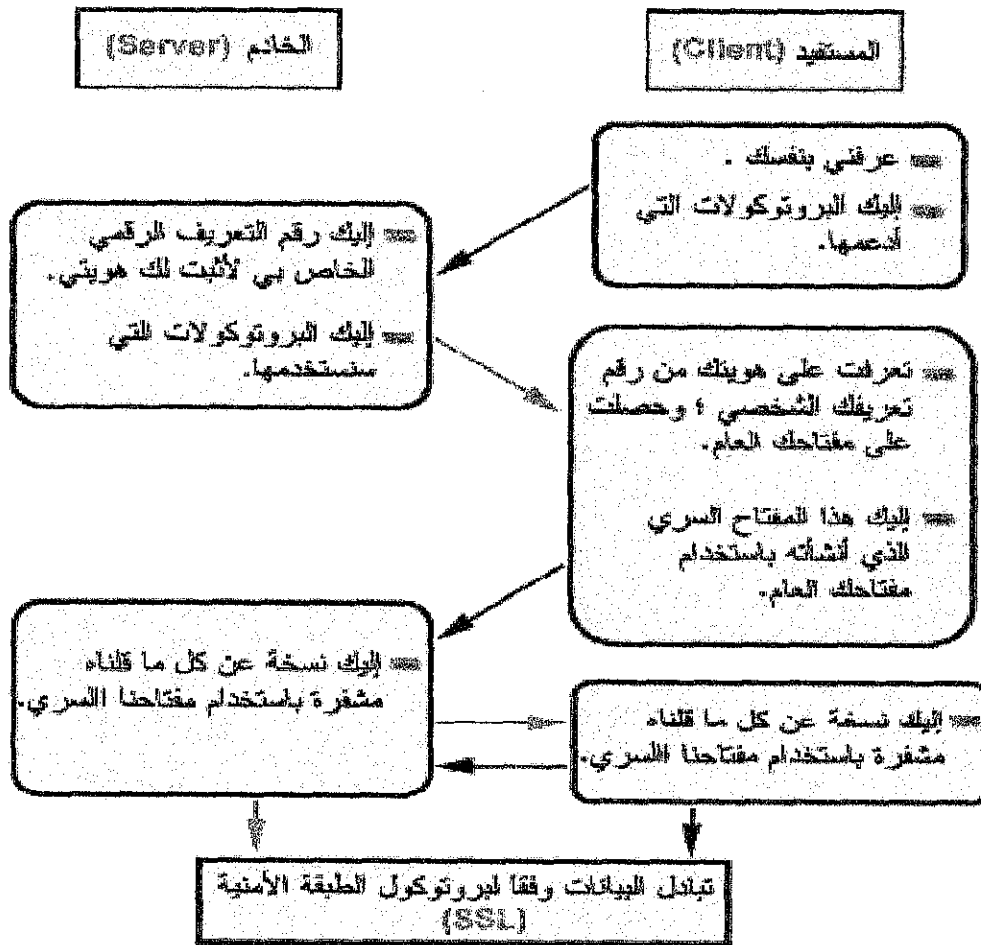 المستفيد (Client)
الخادم (Server)
عرفني بنفسك .
إليك البروتوكولات التي
أدعمها.
إليك رقم التعريف الرقمي
الخاص بي لأثبت لك هويتي.
إليك البروتوكولات التي
سنستخدمها.
تعرفت على هويتك من رقم
تعريفك الشخصي ؛ وحصلت
على مفتاحك العام.
إليك هذا المفتاح السري
الذي أنشأته باستخدام
مفتاحك العام.
إليك نسخة عن كل ما قلناه
مشفرة باستخدام مفتاحنا السري.
إليك نسخة عن كل ما قلناه
مشفرة باستخدام مفتاحنا السري.
تبادل البيانات وفقا لبروتوكول الطبقة الأمنية
(SSL)